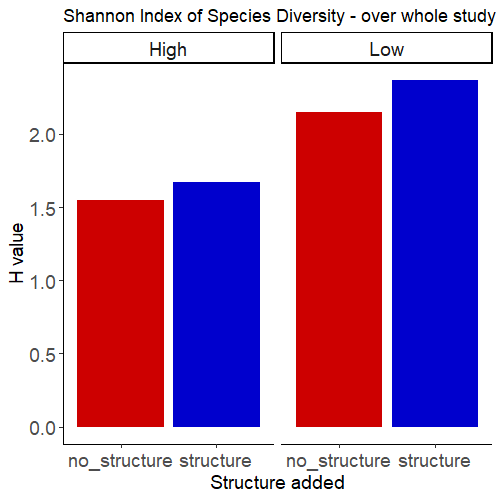 Shannon Index of Species Diversity - over whole study
High
Low
H value
2.0
1.5
1.0
0.5
0.0
no_structure
structure
no_structure
structure
Structure added